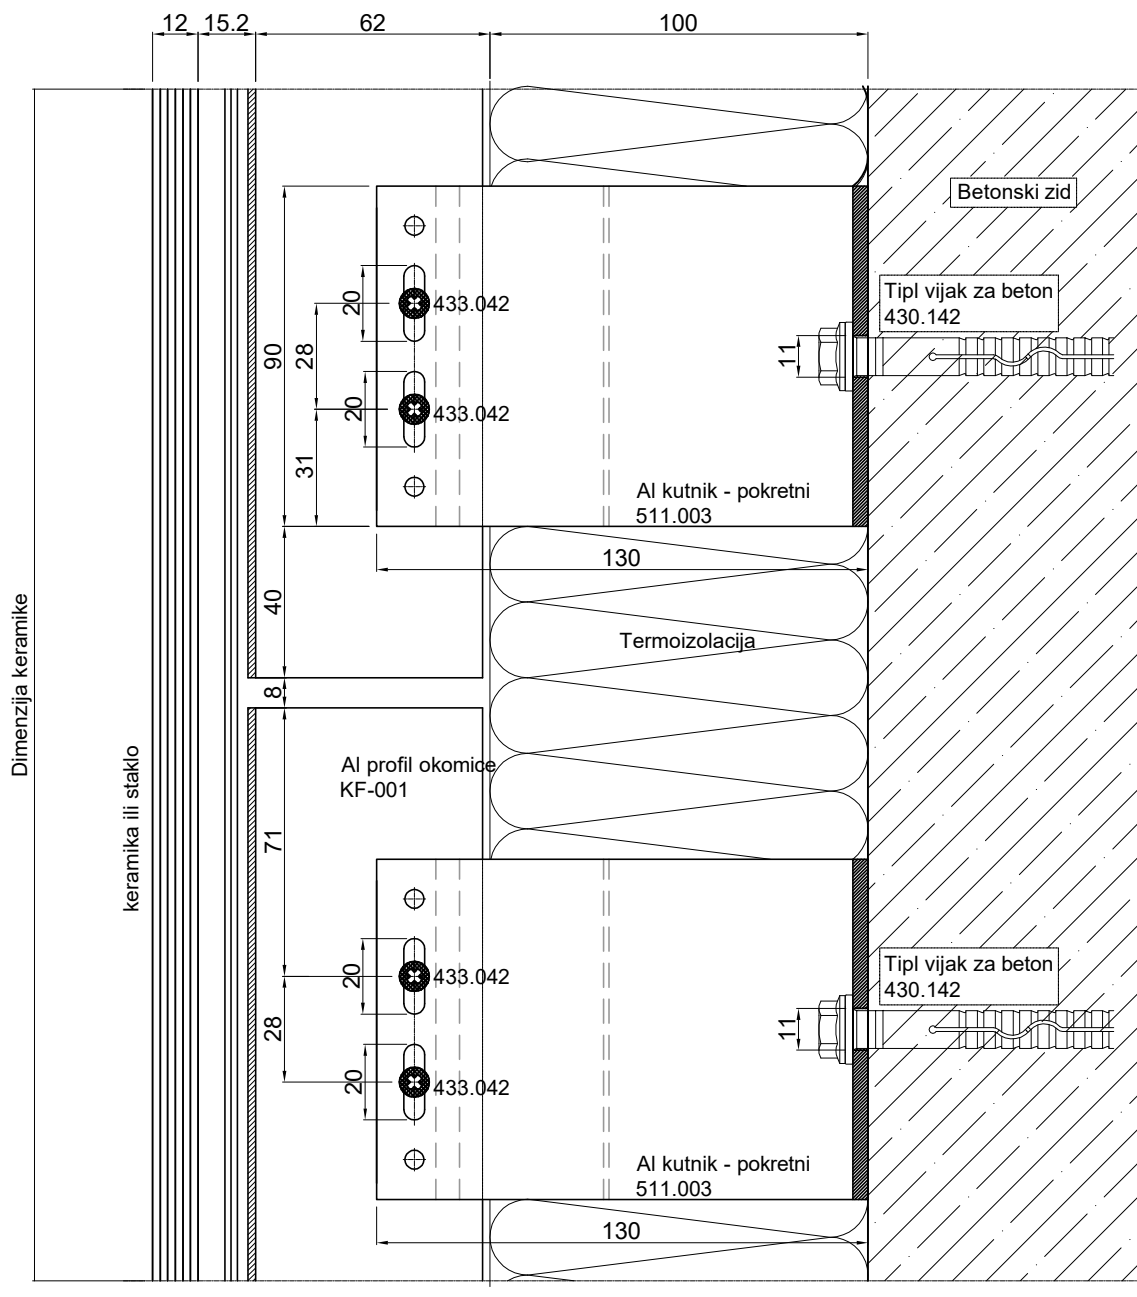 12
15.2
62
100
Betonski zid
Tipl vijak za beton
430.142
20
433.042
28
90
11
20
433.042
31
Al kutnik - pokretni
511.003
130
40
Termoizolacija
8
Dimenzija keramike
keramika ili staklo
Al profil okomice
KF-001
71
Tipl vijak za beton
430.142
20
433.042
28
11
20
433.042
Al kutnik - pokretni
511.003
130